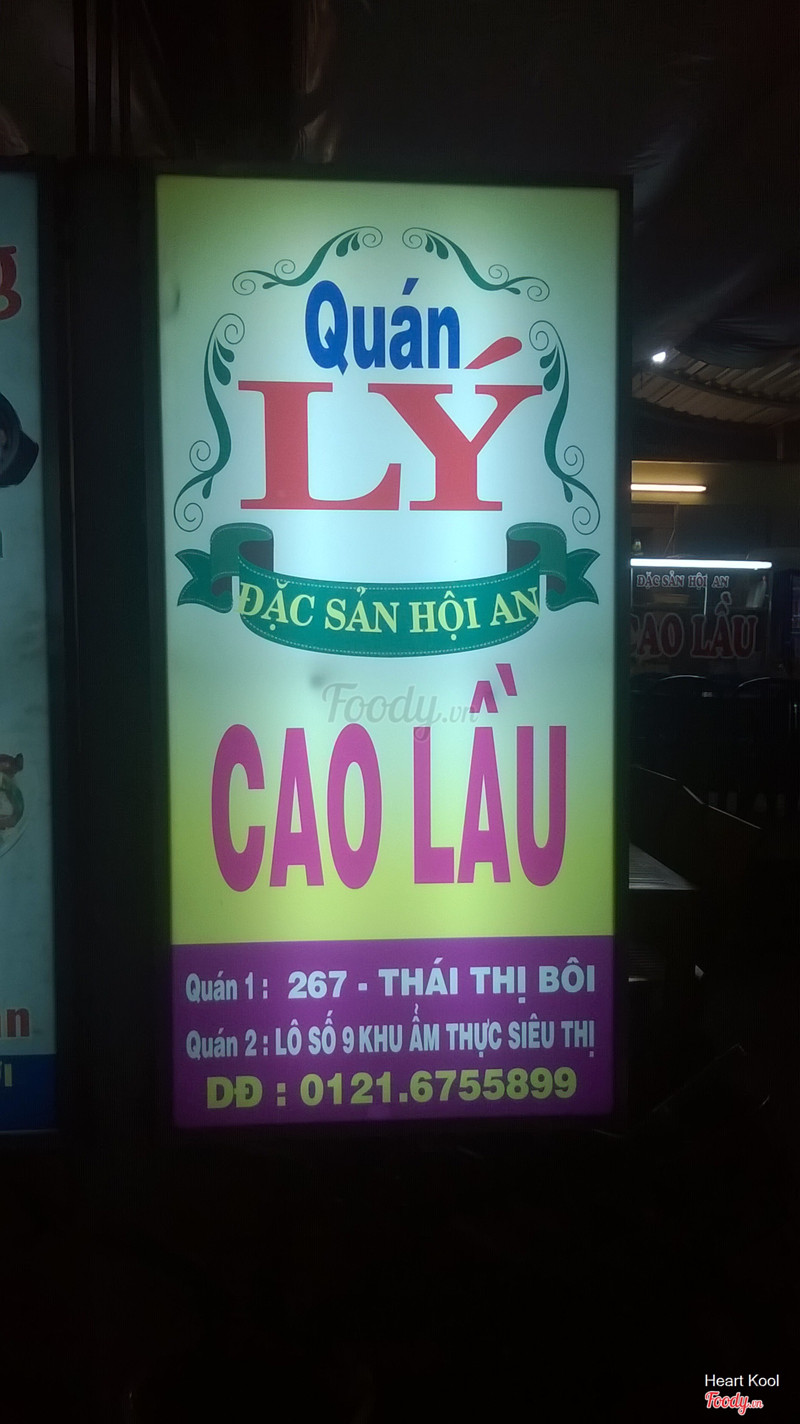 Quán
LÝ
ĐẶC SẢN HỘI AN
Foody.vn
CAO LẦU
Quán 1 : 267 - THÁI THỊ BÔI
Quán 2 : LÔ SỐ 9 KHU ẨM THỰC SIÊU THỊ
DĐ : 0121.6755899
ĐẶC SẢN HỘI AN
CAO LẦU
Heart Kool
Foody.vn